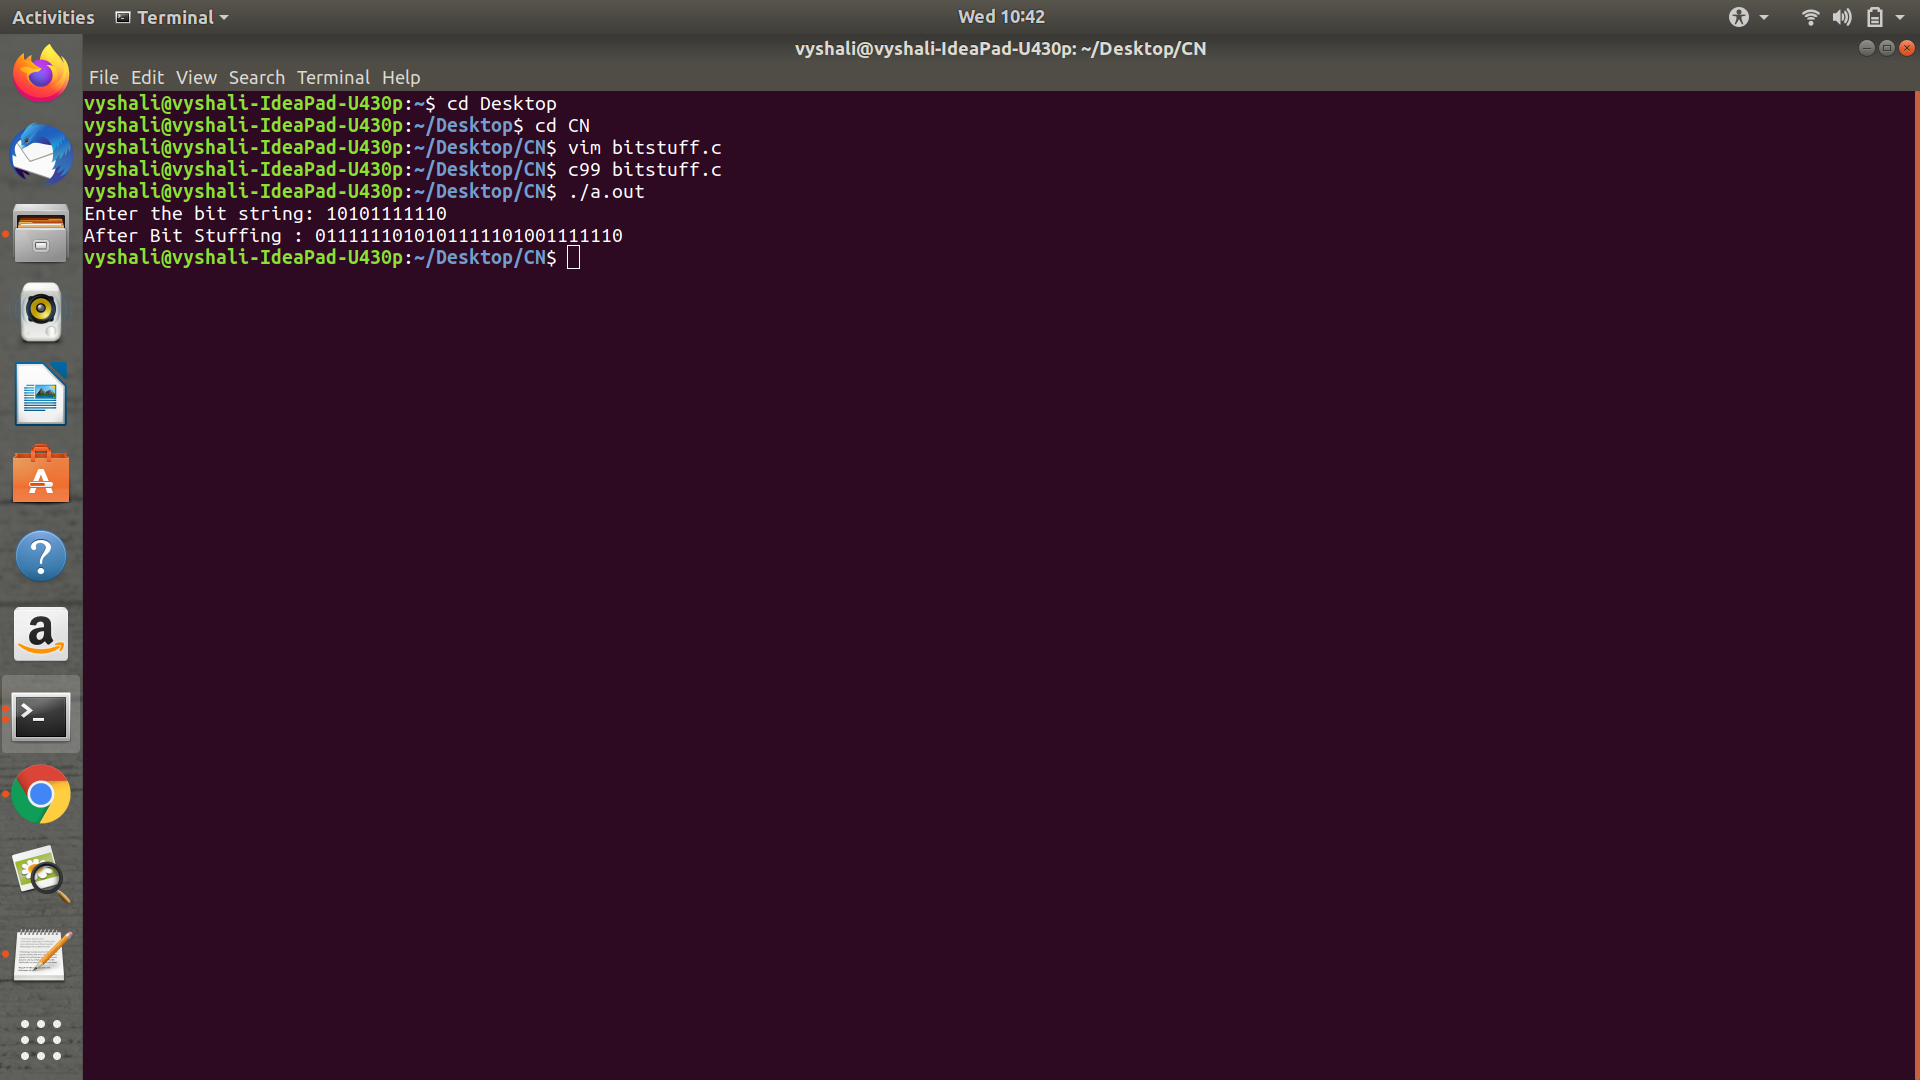 Activities Terminal Wed 10:42
vyshali@vyshali-IdeaPad-U430p: ~/Desktop/CN
File Edit View Search Terminal Help
vyshali@vyshali-IdeaPad-U430p:~$ cd Desktop
vyshali@vyshali-IdeaPad-U430p:~/Desktop$ cd CN
vyshali@vyshali-IdeaPad-U430p:~/Desktop/CN$ vim bitstuff.c
vyshali@vyshali-IdeaPad-U430p:~/Desktop/CN$ c99 bitstuff.c
vyshali@vyshali-IdeaPad-U430p:~/Desktop/CN$ ./a.out
Enter the bit string: 10101111110
After Bit Stuffing : 0111111010101111101001111110
vyshali@vyshali-IdeaPad-U430p:~/Desktop/CN$